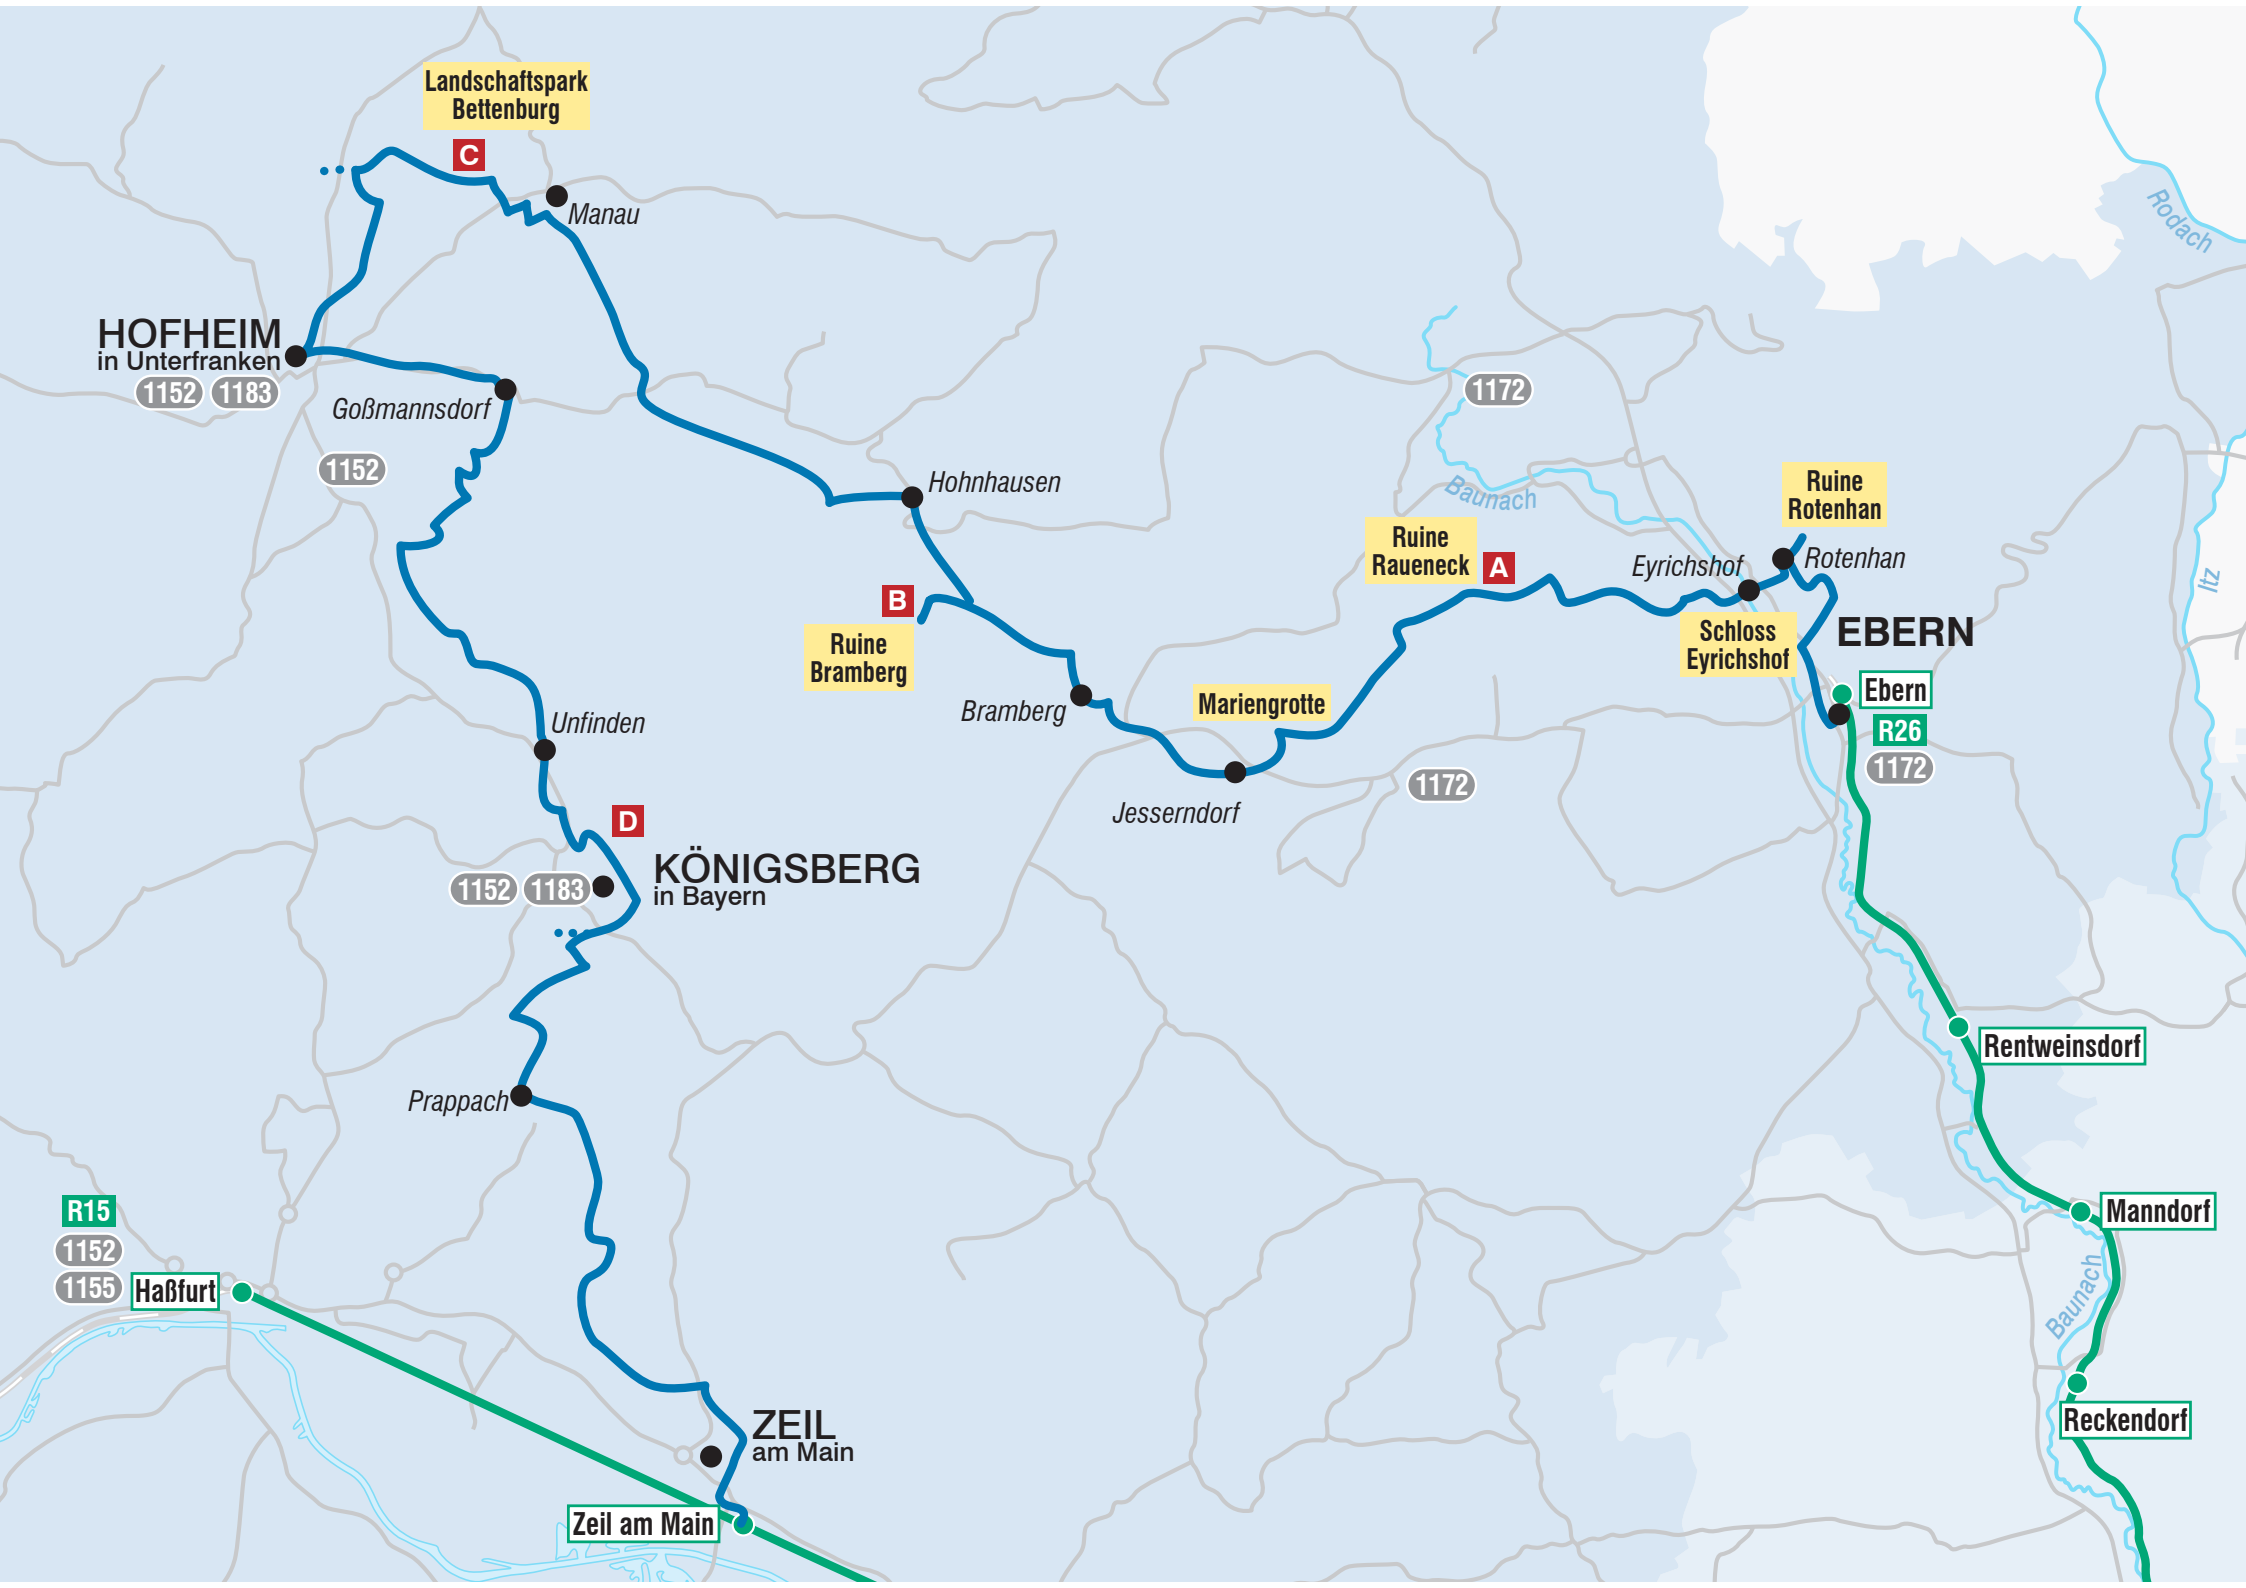 Landschaftspark
Bettenburg
C
Manau
Rodach
HOFHEIM
in Unterfranken
1152 1183
Goßmannsdorf
1152
1172
Baunach
Hohnhausen
Ruine
Rotenhan
Ruine
Raueneck
A
Eyrichshof
Rotenhan
Itz
B
Ruine
Bramberg
Schloss
Eyrichshof
EBERN
Ebern
R26
1172
Mariengrotte
Bramberg
Unfinden
1172
Jesserndorf
D
KÖNIGSBERG
in Bayern
1152 1183
Rentweinsdorf
Prappach
R15
1152
1155
Haßfurt
Manndorf
Baunach
Reckendorf
ZEIL
am Main
Zeil am Main